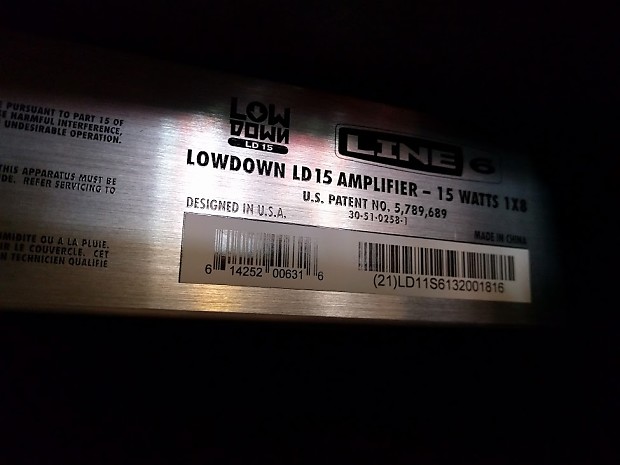 PURSUANT TO PART 15 OF
HARMFUL INTERFERENCE,
UNDESIRABLE OPERATION.
THIS APPARATUS MUST BE
REFER SERVICING TO
OU À LA PLUIE.
LE COUVERCLE. CET
TECHNICIEN QUALIFIE
LOW
DOWN
LD 15
LINE 6
LOWDOWN LD15 AMPLIFIER – 15 WATTS 1X8
U.S. PATENT NO. 5,789,689
30-51-0258-1
DESIGNED IN U.S.A.
MADE IN CHINA
6 14252 00631 6
(21)LD11S6132001816